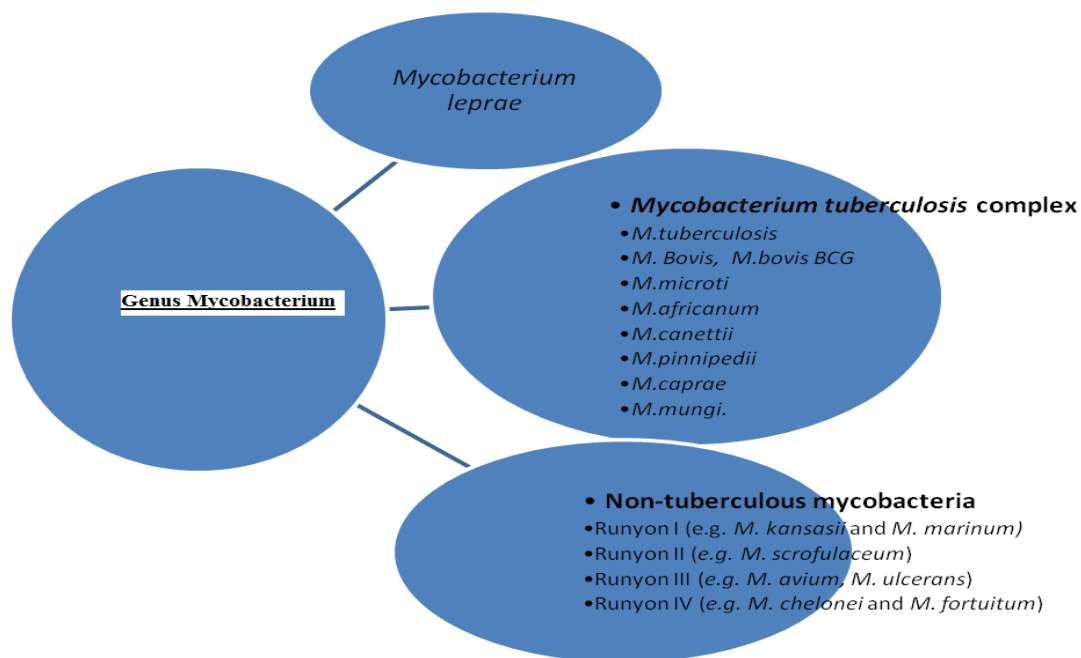 Mycobacterium
leprae
Genus Mycobacterium
• Mycobacterium tuberculosis complex
•M.tuberculosis
•M. Bovis, M.bovis BCG
•M.microti
•M.africanum
•M.canettii
•M.pinnipedii
•M.caprae
•M.mungi.
• Non-tuberculous mycobacteria
•Runyon I (e.g. M. kansasii and M. marinum)
•Runyon II (e.g. M. scrofulaceum)
•Runyon III (e.g. M. avium, M. ulcerans)
•Runyon IV (e.g. M. chelonei and M. fortuitum)